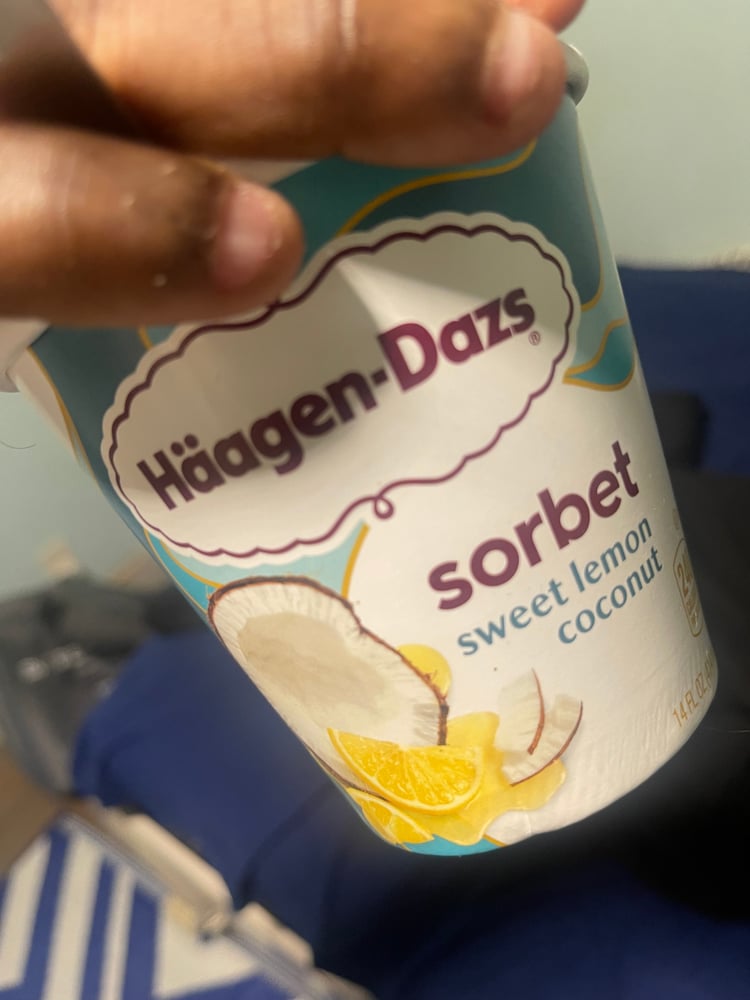 Häagen-Dazs®
sorbet
sweet lemon
coconut
14 FL OZ